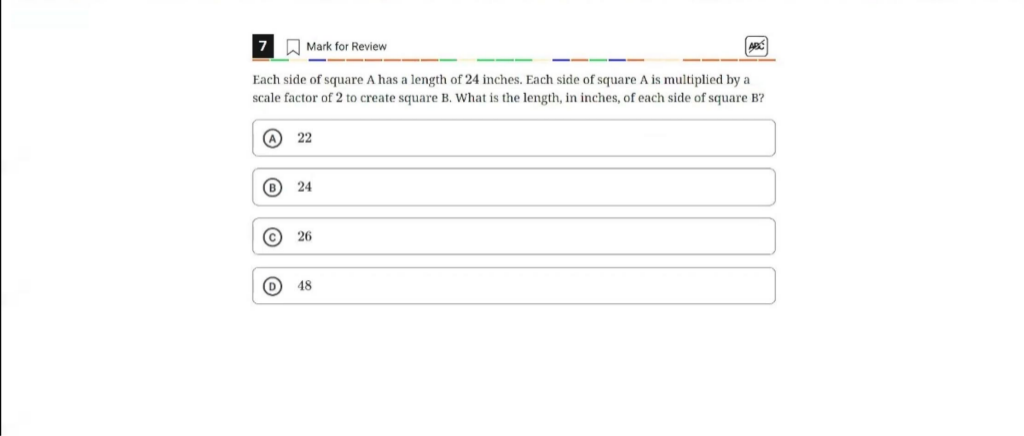 7 Mark for Review ABC
Each side of square A has a length of 24 inches. Each side of square A is multiplied by a
scale factor of 2 to create square B. What is the length, in inches, of each side of square B?
A 22
B 24
C 26
D 48